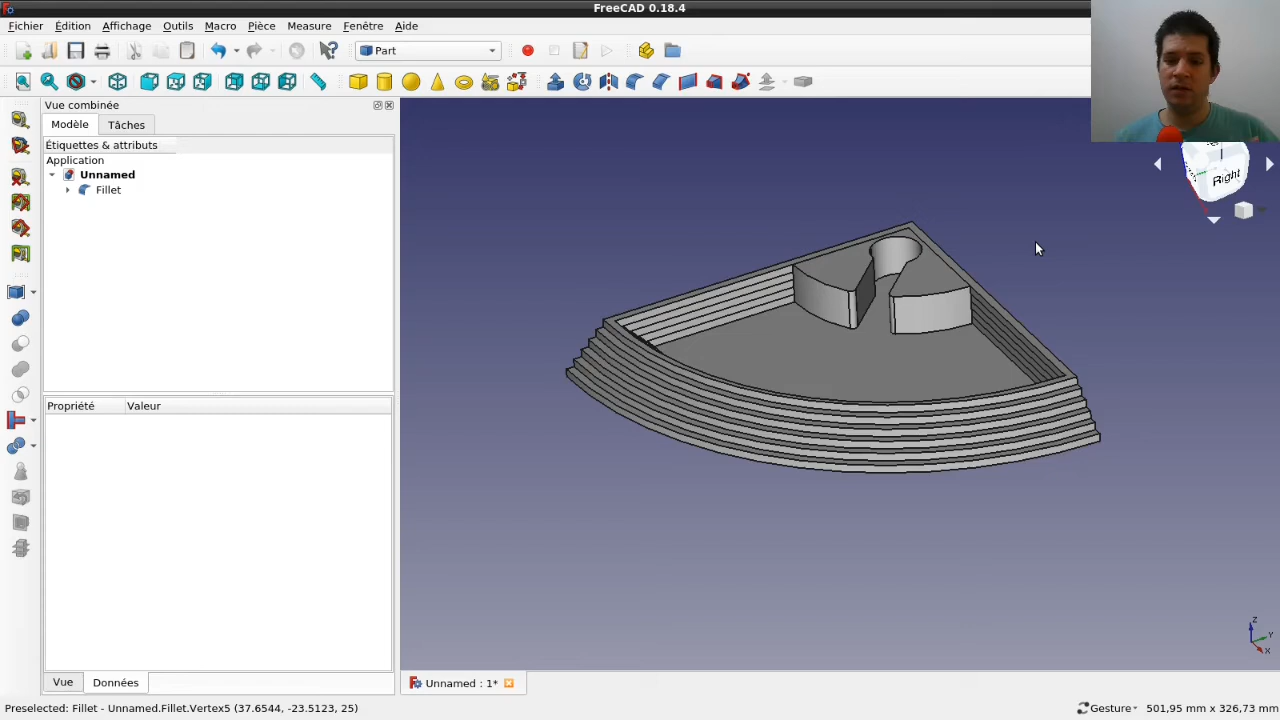 FreeCAD 0.18.4
Fichier Édition Affichage Outils Macro Pièce Measure Fenêtre Aide
Part
Vue combinée
Modèle Tâches
Étiquettes & attributs
Application
Unnamed
Fillet
Right
Propriété Valeur
Z
Y
X
Vue Données
Unnamed : 1*
Preselected: Fillet - Unnamed.Fillet.Vertex5 (37.6544, -23.5123, 25)
Gesture 501,95 mm x 326,73 mm